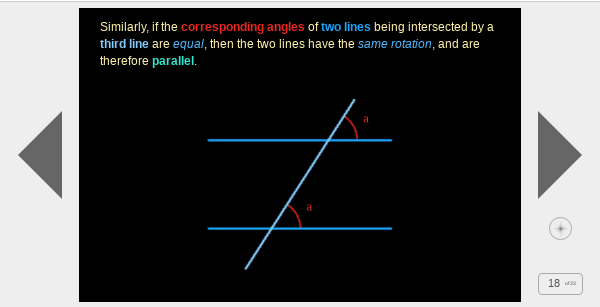 Similarly, if the corresponding angles of two lines being intersected by a
third line are equal, then the two lines have the same rotation, and are
therefore parallel.
a
a
18 of 33